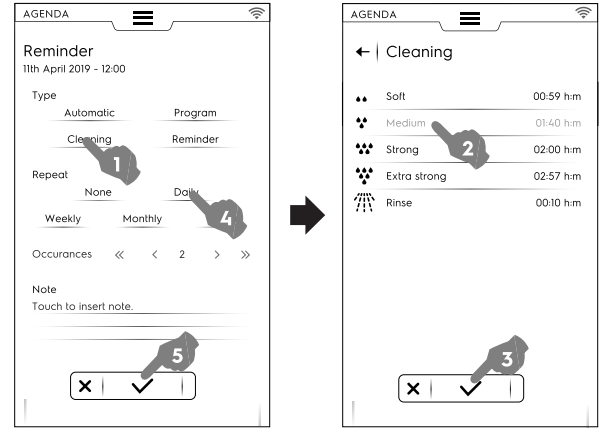 AGENDA
Reminder
11th April 2019 - 12:00
Type
Automatic Program
Cleaning Reminder
1
Repeat
None Daily
4
Weekly Monthly
Occurances << < 2 > >>
Note
Touch to insert note.
5
AGENDA
Cleaning
Soft 00:59 h:m
Medium 01:40 h:m
2
Strong 02:00 h:m
Extra strong 02:57 h:m
Rinse 00:10 h:m
3